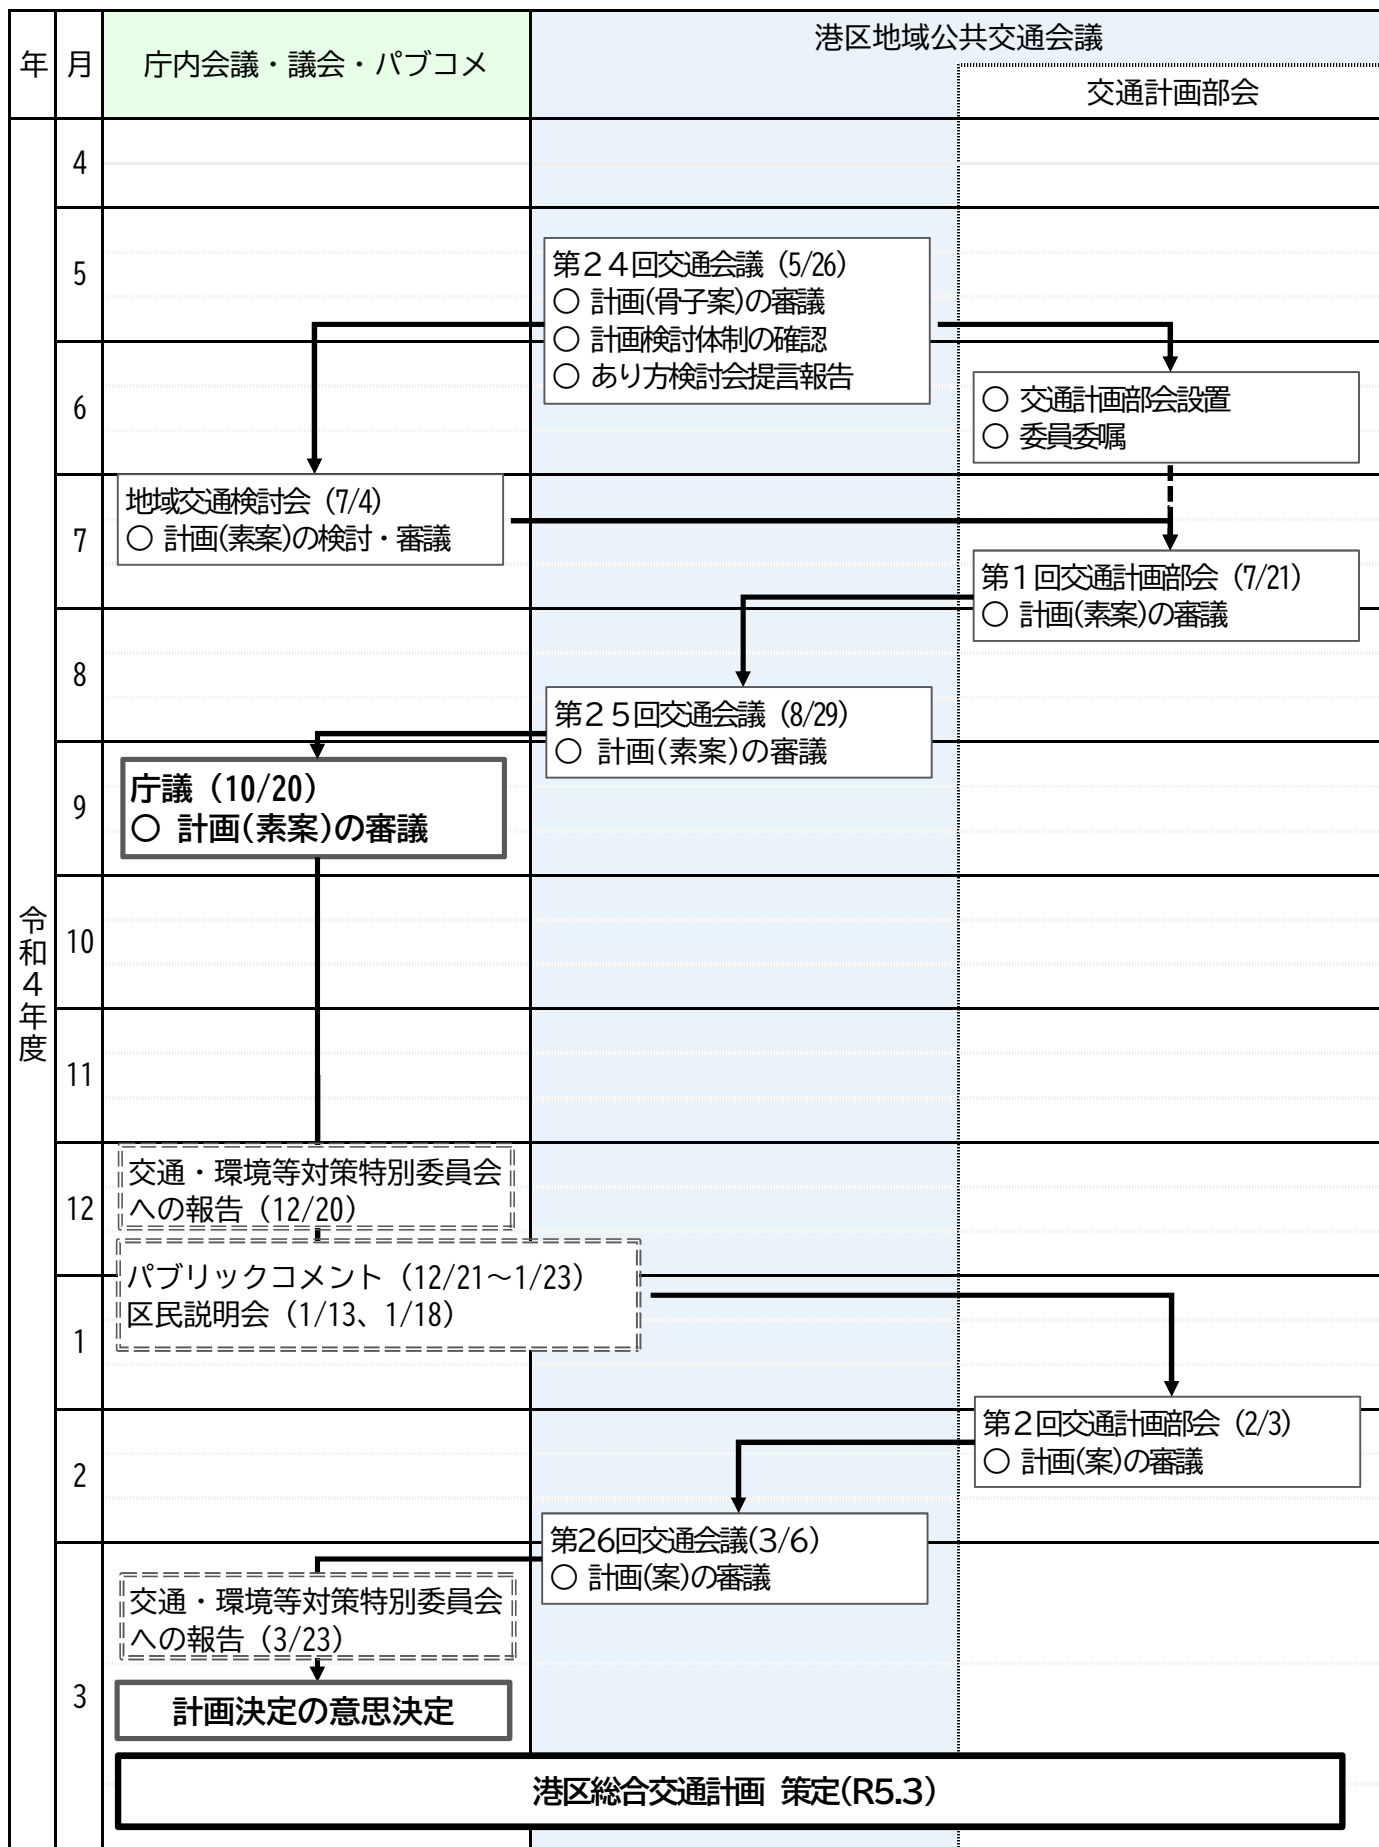 年
月
庁内会議・議会・パブコメ
港区地域公共交通会議
交通計画部会
令和４年度
4
5
第２４回交通会議（5/26）
○ 計画(骨子案)の審議
○ 計画検討体制の確認
○ あり方検討会提言報告
6
○ 交通計画部会設置
○ 委員委嘱
7
地域交通検討会（7/4）
○ 計画(素案)の検討・審議
第１回交通計画部会（7/21）
○ 計画(素案)の審議
8
第２５回交通会議（8/29）
○ 計画(素案)の審議
9
庁議（10/20）
○ 計画(素案)の審議
10
11
12
交通・環境等対策特別委員会
への報告（12/20）
パブリックコメント（12/21～1/23）
区民説明会（1/13、1/18）
1
第２回交通計画部会（2/3）
○ 計画(案)の審議
2
第26回交通会議(3/6)
○ 計画(案)の審議
3
交通・環境等対策特別委員会
への報告（3/23）
計画決定の意思決定
港区総合交通計画 策定(R5.3)